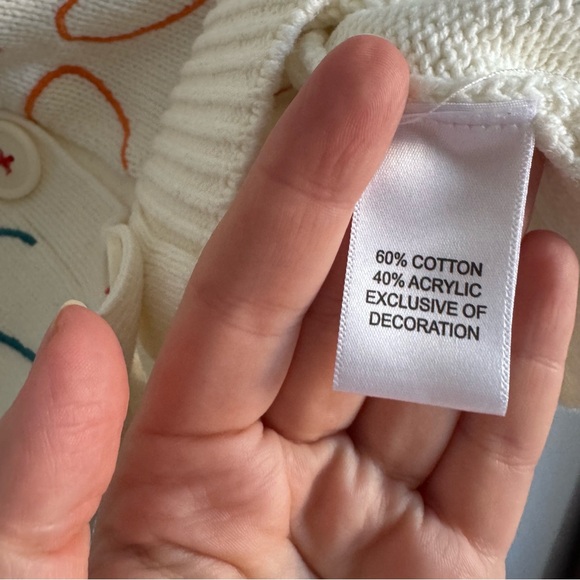 60% COTTON
40% ACRYLIC
EXCLUSIVE OF
DECORATION